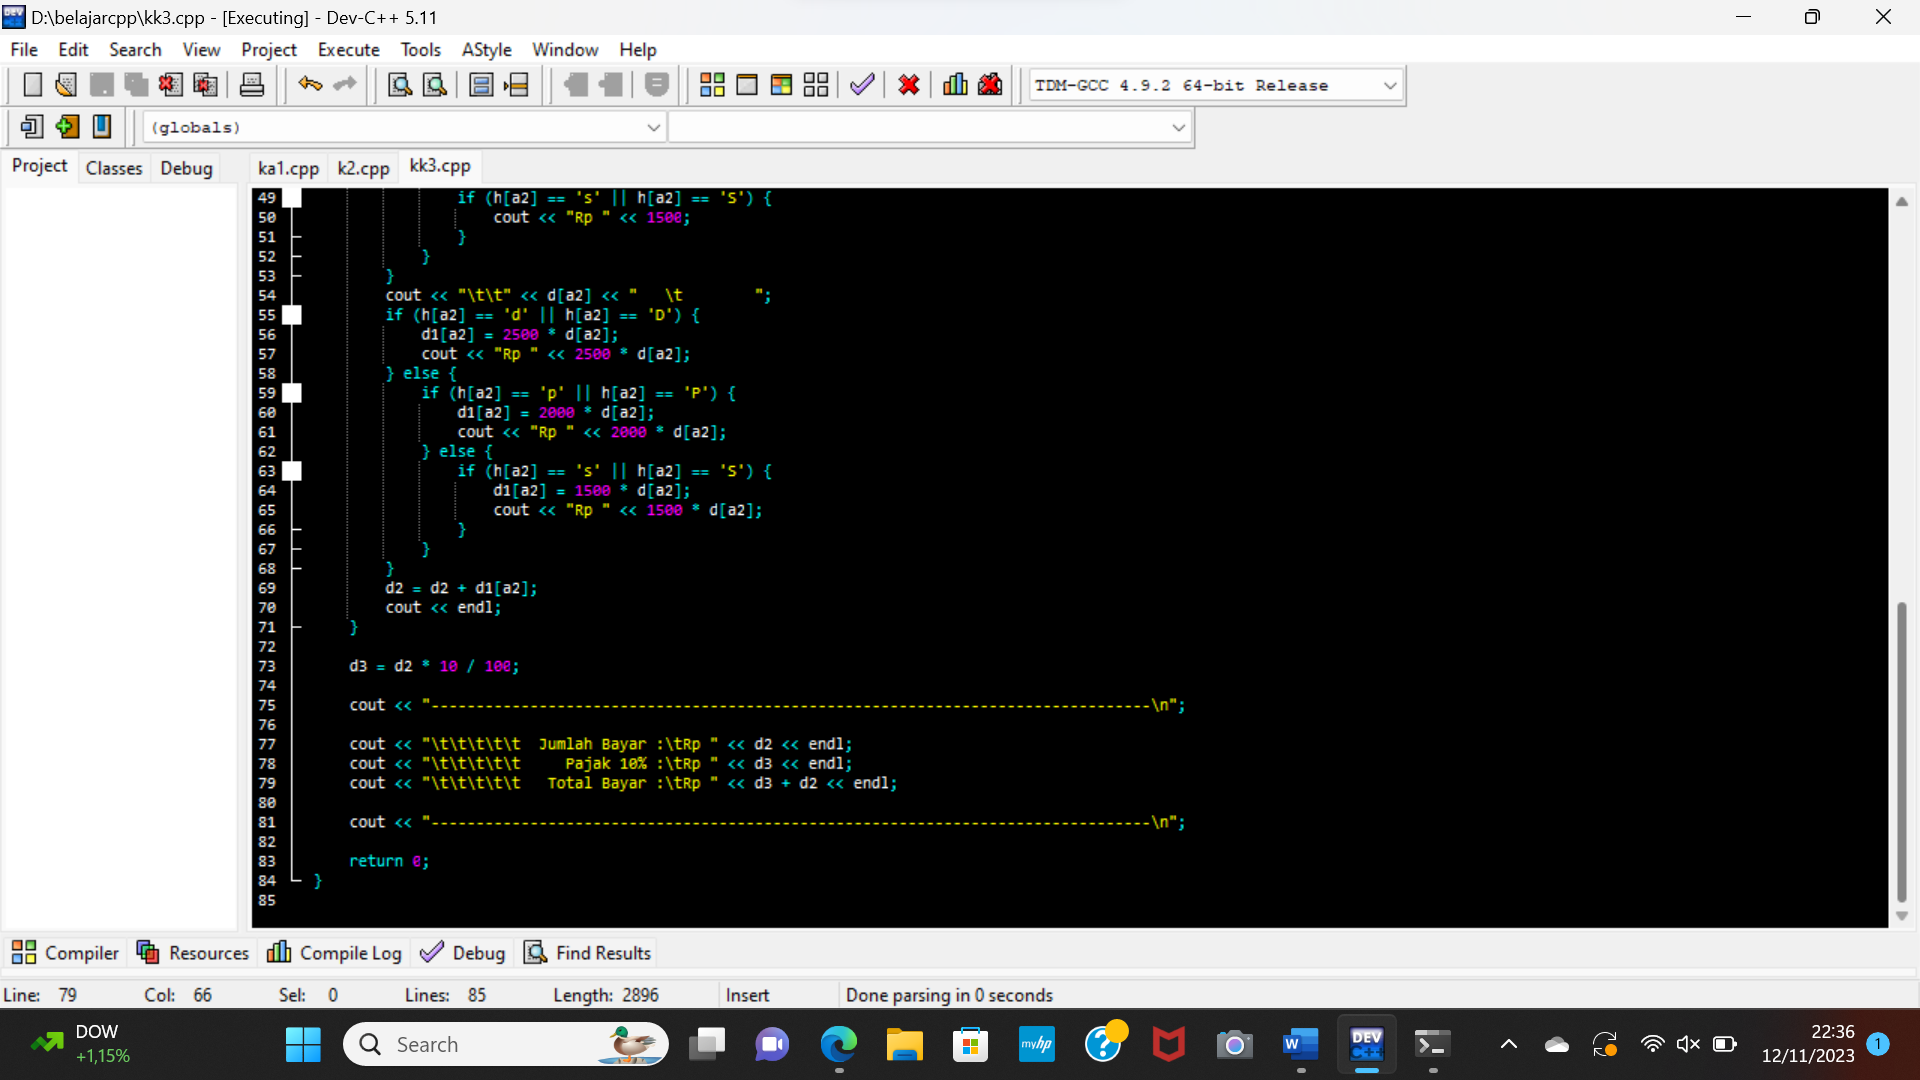 D:\belajarcpp\kk3.cpp - [Executing] - Dev-C++ 5.11
File Edit Search View Project Execute Tools AStyle Window Help
TDM-GCC 4.9.2 64-bit Release
(globals)
Project Classes Debug
ka1.cpp k2.cpp kk3.cpp
49 if (h[a2] == 's' || h[a2] == 'S') {
50 cout << "Rp " << 1500;
51 }
52 }
53 }
54 cout << "\t\t" << d[a2] << "   \t        ";
55 if (h[a2] == 'd' || h[a2] == 'D') {
56 d1[a2] = 2500 * d[a2];
57 cout << "Rp " << 2500 * d[a2];
58 } else {
59 if (h[a2] == 'p' || h[a2] == 'P') {
60 d1[a2] = 2000 * d[a2];
61 cout << "Rp " << 2000 * d[a2];
62 } else {
63 if (h[a2] == 's' || h[a2] == 'S') {
64 d1[a2] = 1500 * d[a2];
65 cout << "Rp " << 1500 * d[a2];
66 }
67 }
68 }
69 d2 = d2 + d1[a2];
70 cout << endl;
71 }
72
73 d3 = d2 * 10 / 100;
74
75 cout << "--------------------------------------------------------------------------------\n";
76
77 cout << "\t\t\t\t\t  Jumlah Bayar :\tRp " << d2 << endl;
78 cout << "\t\t\t\t\t     Pajak 10% :\tRp " << d3 << endl;
79 cout << "\t\t\t\t\t   Total Bayar :\tRp " << d3 + d2 << endl;
80
81 cout << "--------------------------------------------------------------------------------\n";
82
83 return 0;
84 }
85
Compiler Resources Compile Log Debug Find Results
Line: 79 Col: 66 Sel: 0 Lines: 85 Length: 2896 Insert Done parsing in 0 seconds
DOW
+1,15%
Search
myhp
W
DEV
C++
22:36
12/11/2023
1